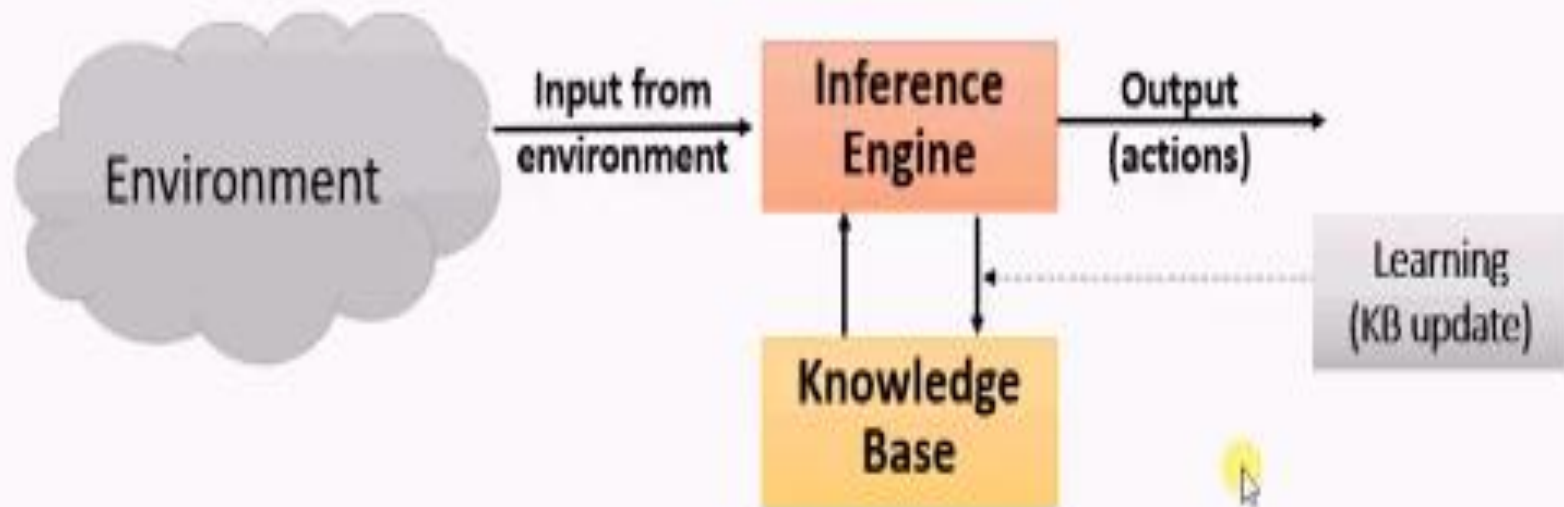 Environment
Input from
environment
Inference
Engine
Output
(actions)
Learning
(KB update)
Knowledge
Base